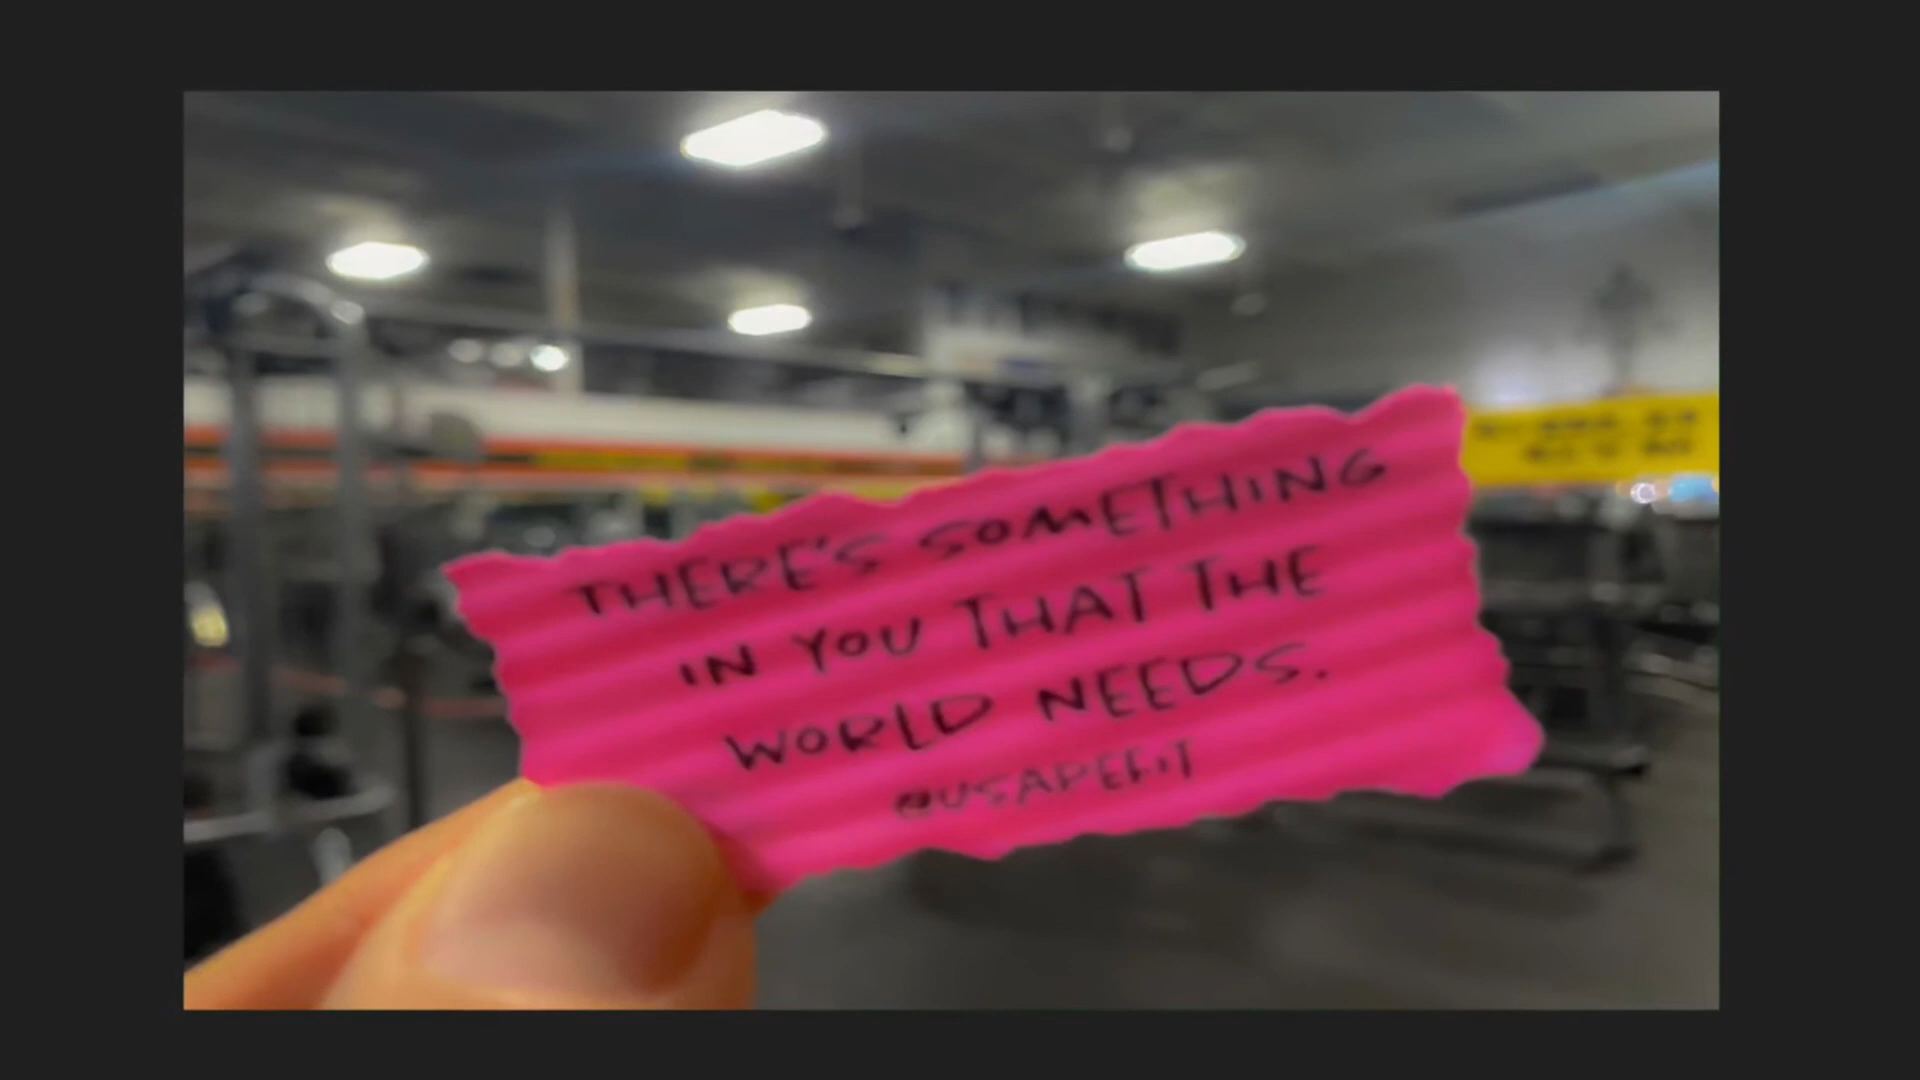 THERE'S SOMETHING
IN YOU THAT THE
WORLD NEEDS.
@USAPEFIT